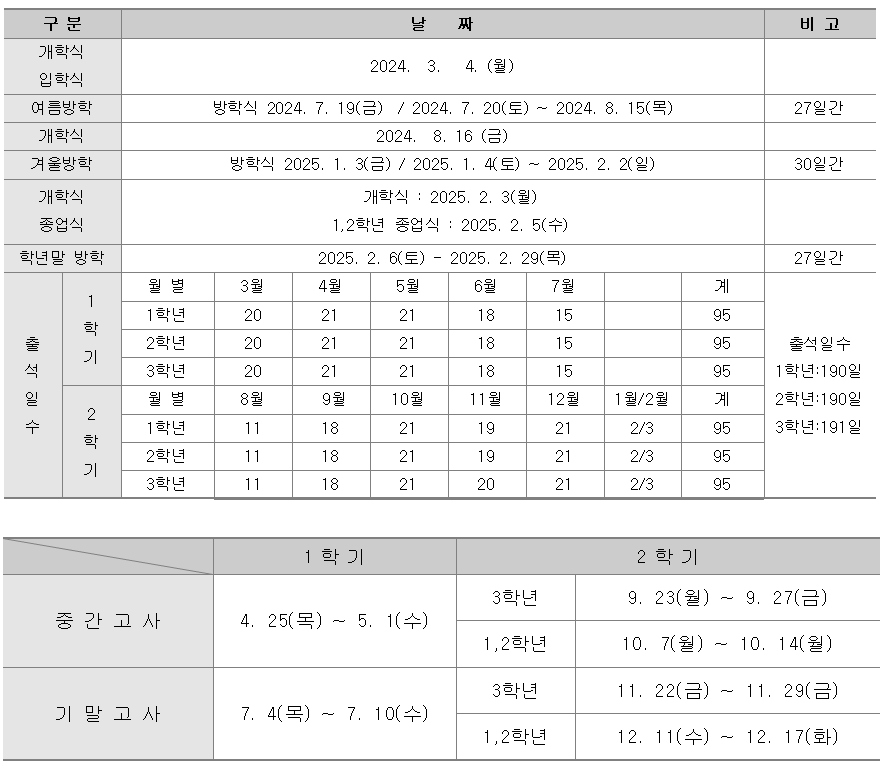 구 분 날 짜 비 고
개학식
입학식
2024. 3. 4. (월)
여름방학 방학식 2024. 7. 19(금) / 2024. 7. 20(토) ~ 2024. 8. 15(목) 27일간
개학식 2024. 8. 16 (금)
겨울방학 방학식 2025. 1. 3(금) / 2025. 1. 4(토) ~ 2025. 2. 2(일) 30일간
개학식 개학식 : 2025. 2. 3(월)
종업식 1,2학년 종업식 : 2025. 2. 5(수)
학년말 방학 2025. 2. 6(토) - 2025. 2. 29(목) 27일간
출석일수
1학기
월 별 3월 4월 5월 6월 7월 계
1학년 20 21 21 18 15 95
2학년 20 21 21 18 15 95
3학년 20 21 21 18 15 95
2학기
월 별 8월 9월 10월 11월 12월 1월/2월 계
1학년 11 18 21 19 21 2/3 95
2학년 11 18 21 19 21 2/3 95
3학년 11 18 21 20 21 2/3 95
출석일수
1학년:190일
2학년:190일
3학년:191일
1 학 기 2 학 기
중 간 고 사 4. 25(목) ~ 5. 1(수)
3학년 9. 23(월) ~ 9. 27(금)
1,2학년 10. 7(월) ~ 10. 14(월)
기 말 고 사 7. 4(목) ~ 7. 10(수)
3학년 11. 22(금) ~ 11. 29(금)
1,2학년 12. 11(수) ~ 12. 17(화)